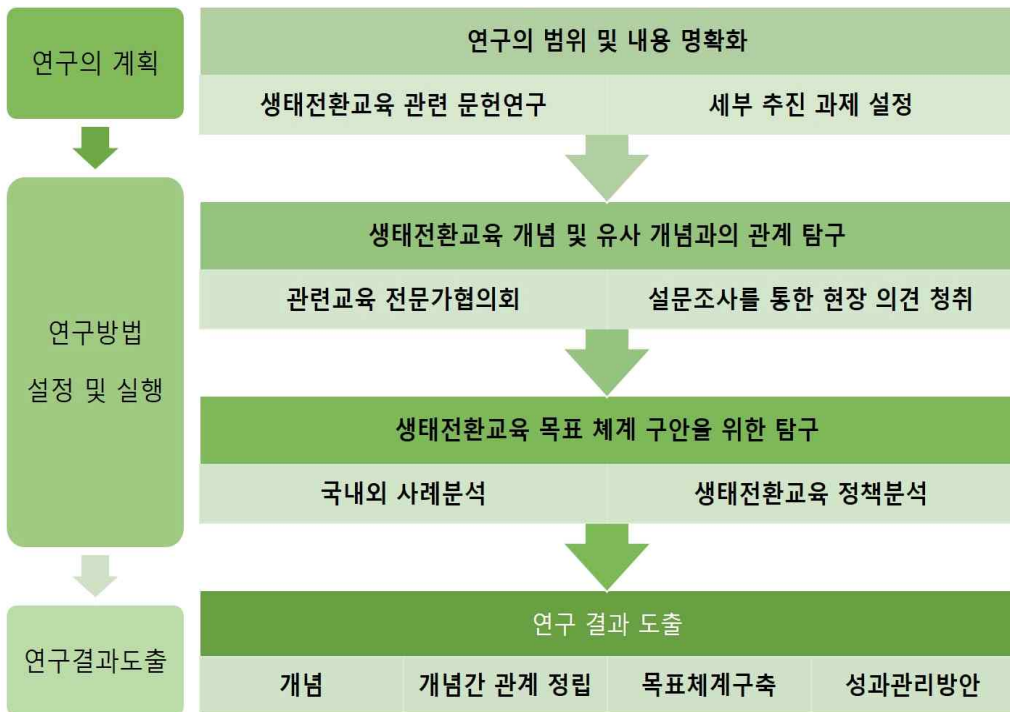 연구의 계획
연구의 범위 및 내용 명확화
생태전환교육 관련 문헌연구
세부 추진 과제 설정
연구방법
설정 및 실행
생태전환교육 개념 및 유사 개념과의 관계 탐구
관련교육 전문가협의회
설문조사를 통한 현장 의견 청취
생태전환교육 목표 체계 구안을 위한 탐구
국내외 사례분석
생태전환교육 정책분석
연구결과도출
연구 결과 도출
개념
개념간 관계 정립
목표체계구축
성과관리방안